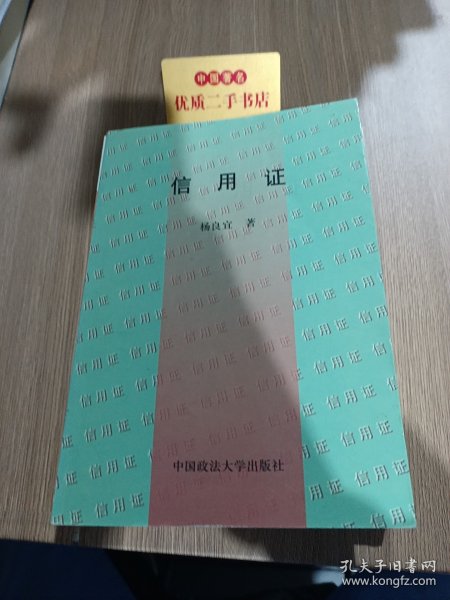 中国著名
优质二手书店
信用证
杨良宜 著
中国政法大学出版社
孔夫子旧书网
www.kongfz.com